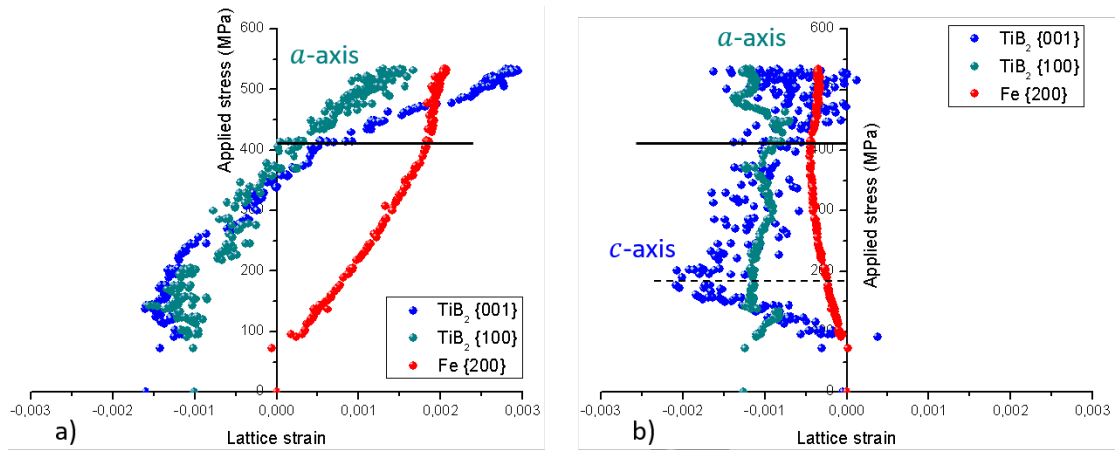 Applied stress (MPa)
600
500
400
300
200
100
0
a-axis
TiB₂ {001}
TiB₂ {100}
Fe {200}
-0,003
-0,002
-0,001
0,000
0,001
0,002
0,003
Lattice strain
a)
a-axis
c-axis
Applied stress (MPa)
600
500
400
300
200
100
0
TiB₂ {001}
TiB₂ {100}
Fe {200}
-0,003
-0,002
-0,001
0,000
0,001
0,002
0,003
Lattice strain
b)